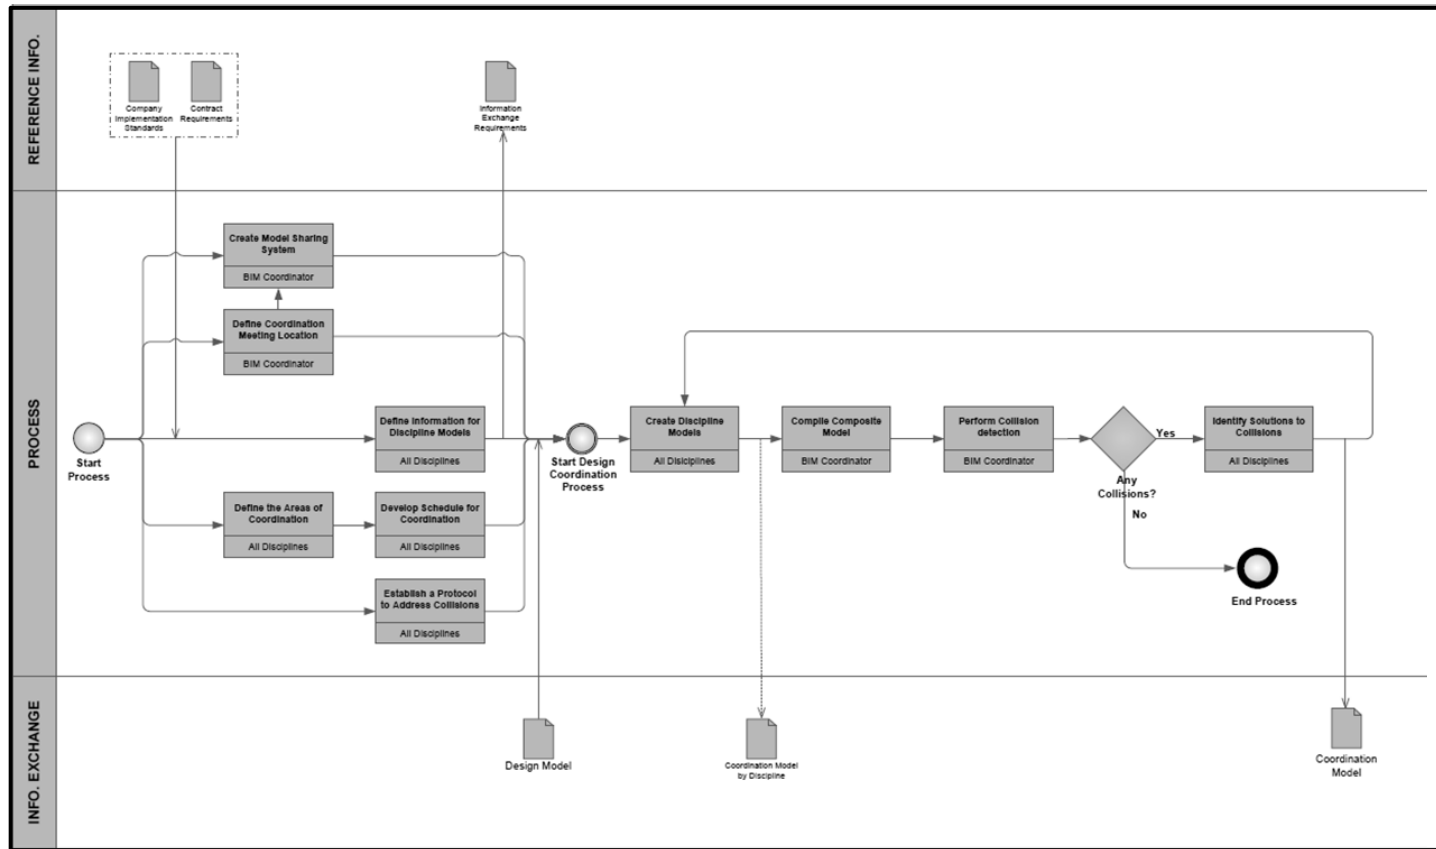 REFERENCE INFO.
Company
Implementation
Standards
Contract
Requirements
Information
Exchange
Requirements
PROCESS
Start
Process
Create Model Sharing
System
BIM Coordinator
Define Coordination
Meeting Location
BIM Coordinator
Define Information for
Discipline Models
All Disciplines
Define the Areas of
Coordination
All Disciplines
Develop Schedule for
Coordination
All Disciplines
Establish a Protocol
to Address Collisions
All Disciplines
Start Design
Coordination
Process
Create Discipline
Models
All Disiciplines
Compile Composite
Model
BIM Coordinator
Perform Collision
detection
BIM Coordinator
Any
Collisions?
Yes
No
Identify Solutions to
Collisions
All Disciplines
End Process
INFO. EXCHANGE
Design Model
Coordination Model
by Discipline
Coordination
Model